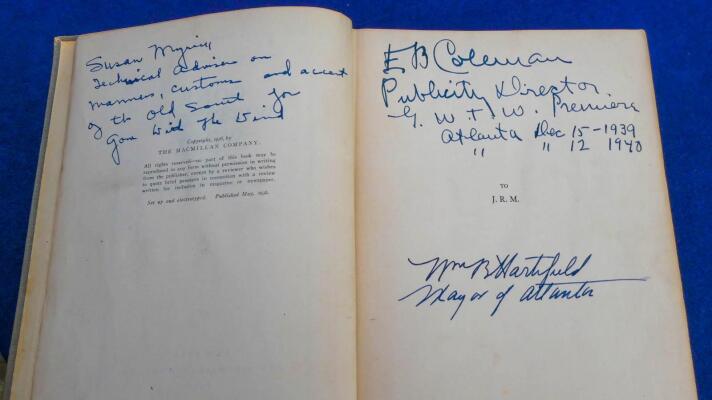 Susan Myrick,
Technical Advisor on
manners, customs and accent
of the Old South for
Gone With The Wind
Copyright, 1936, by
THE MACMILLAN COMPANY.
All rights reserved—no part of this book may be
reproduced in any form without permission in writing
from the publisher, except by a reviewer who wishes
to quote brief passages in connection with a review
written for inclusion in magazine or newspaper.
Set up and electrotyped. Published May, 1936.
E B Coleman
Publicity Director
G. W. T. W. Premiere
Atlanta Dec 15-1939
" " 12 1940
TO
J. R. M.
Wm B Hartsfield
Mayor of Atlanta